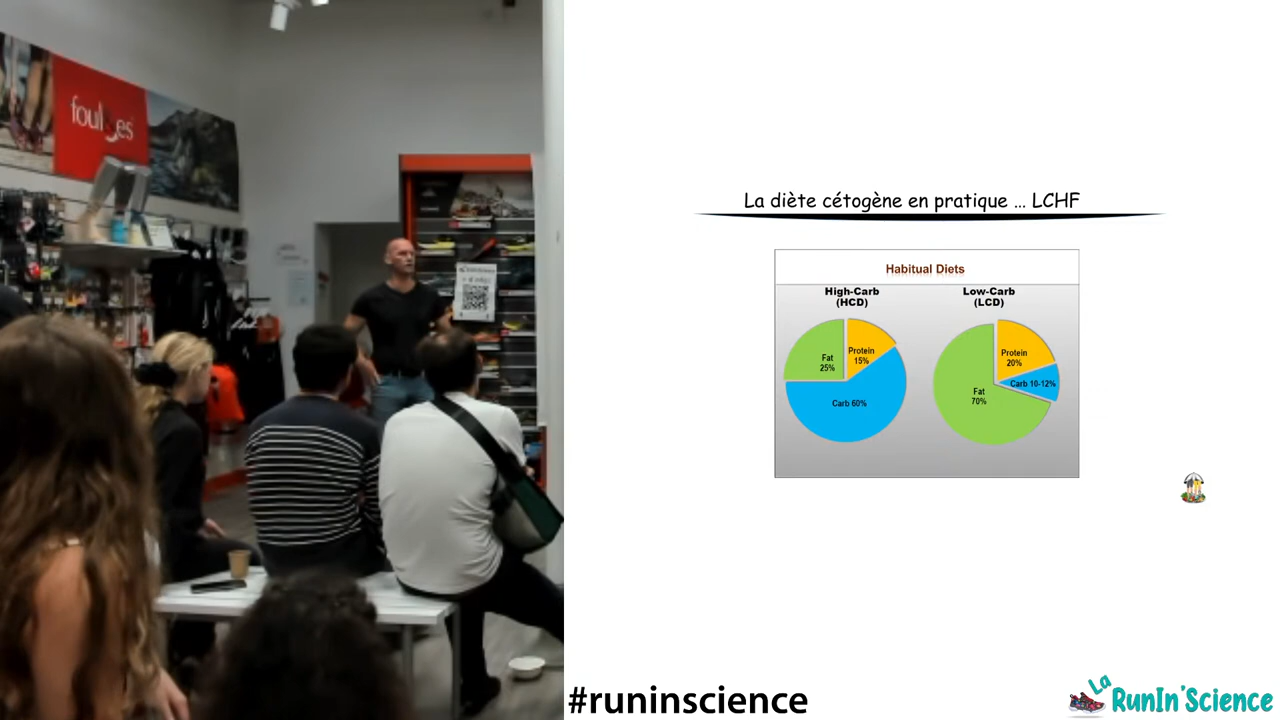 foulées
La diète cétogène en pratique ... LCHF
Habitual Diets
High-Carb
(HCD)
Low-Carb
(LCD)
Fat
25%
Protein
15%
Carb 60%
Protein
20%
Carb 10-12%
Fat
70%
#runinscience
La
RunIn'Science